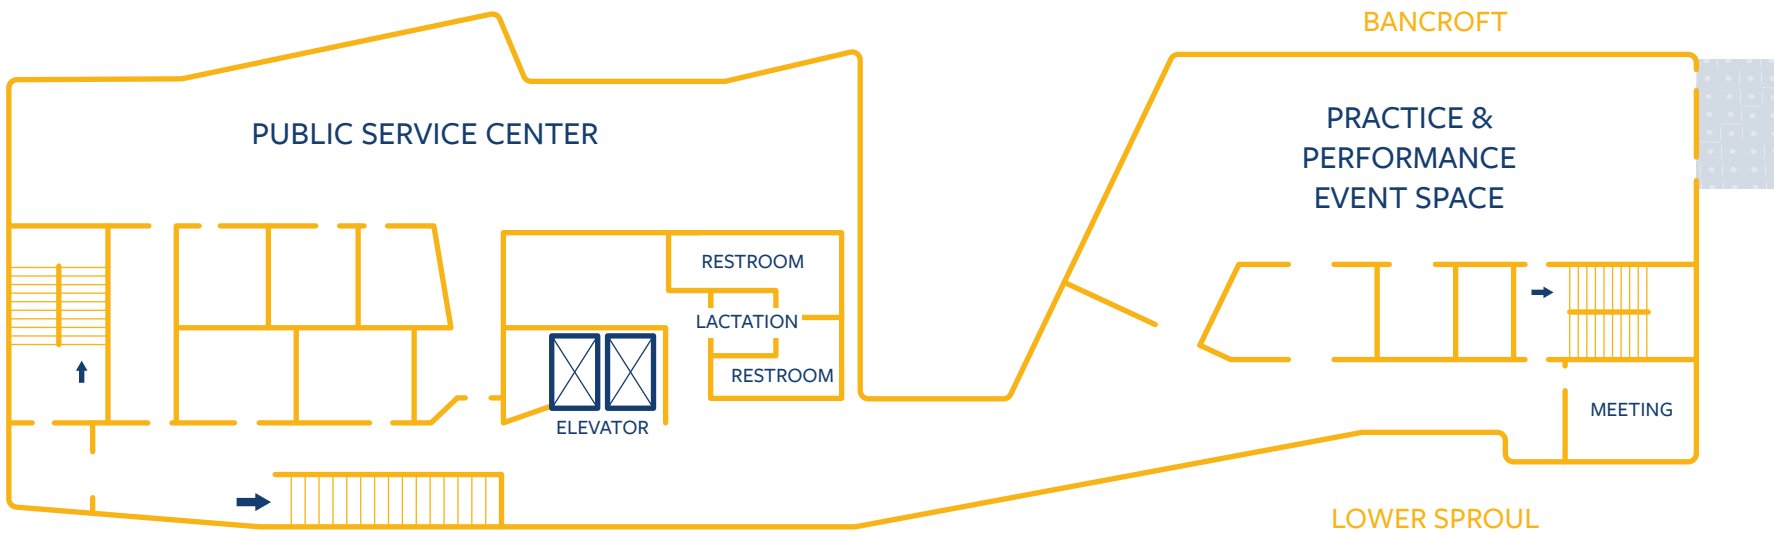 BANCROFT
PUBLIC SERVICE CENTER
PRACTICE &
PERFORMANCE
EVENT SPACE
RESTROOM
LACTATION
RESTROOM
ELEVATOR
MEETING
LOWER SPROUL